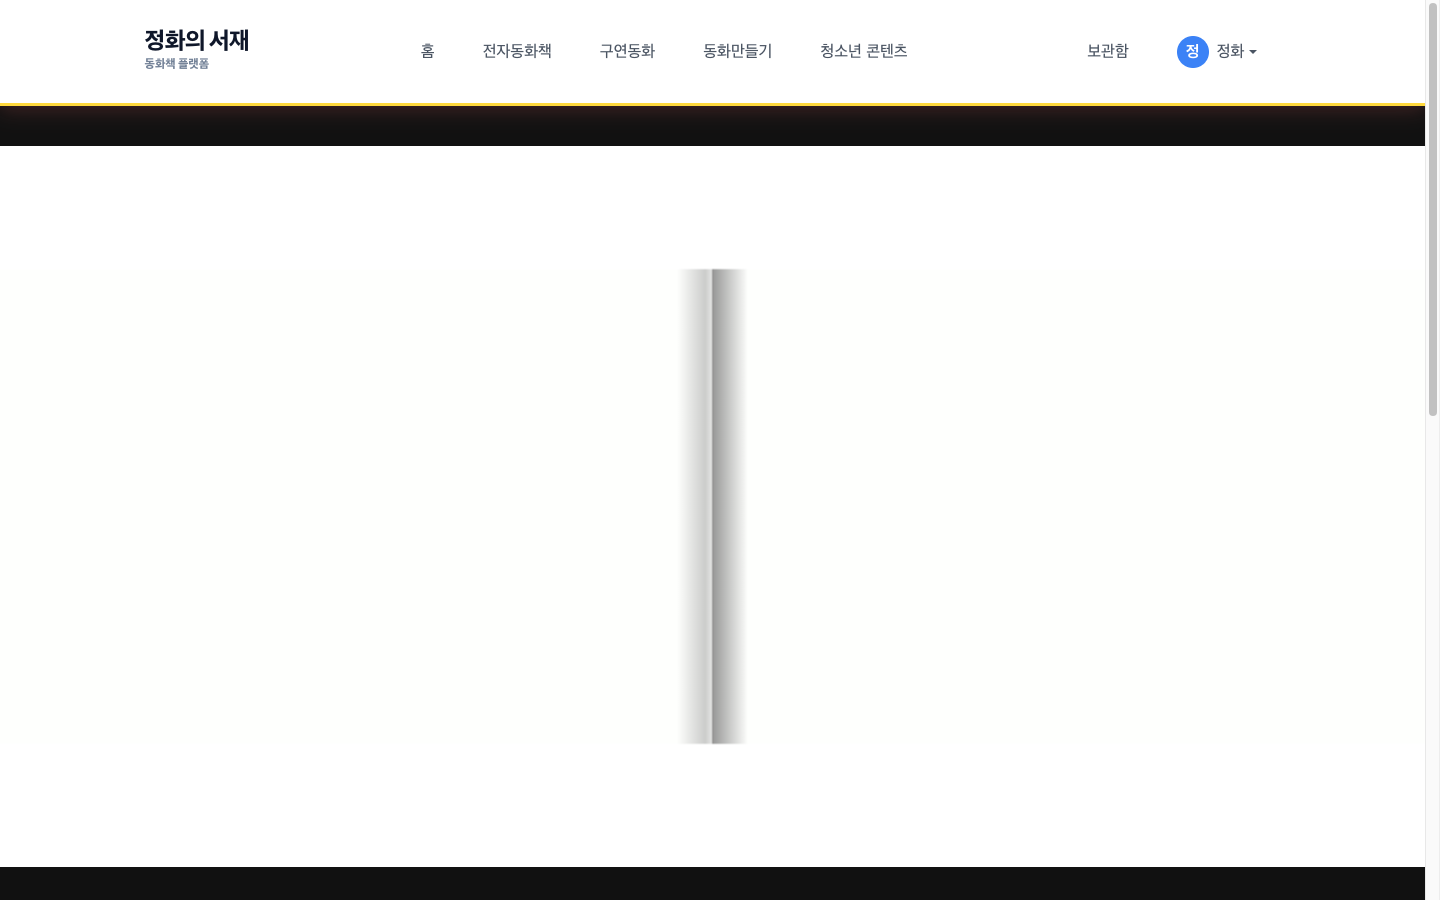 정화의 서재
동화책 플랫폼
홈
전자동화책
구연동화
동화만들기
청소년 콘텐츠
보관함
정
정화